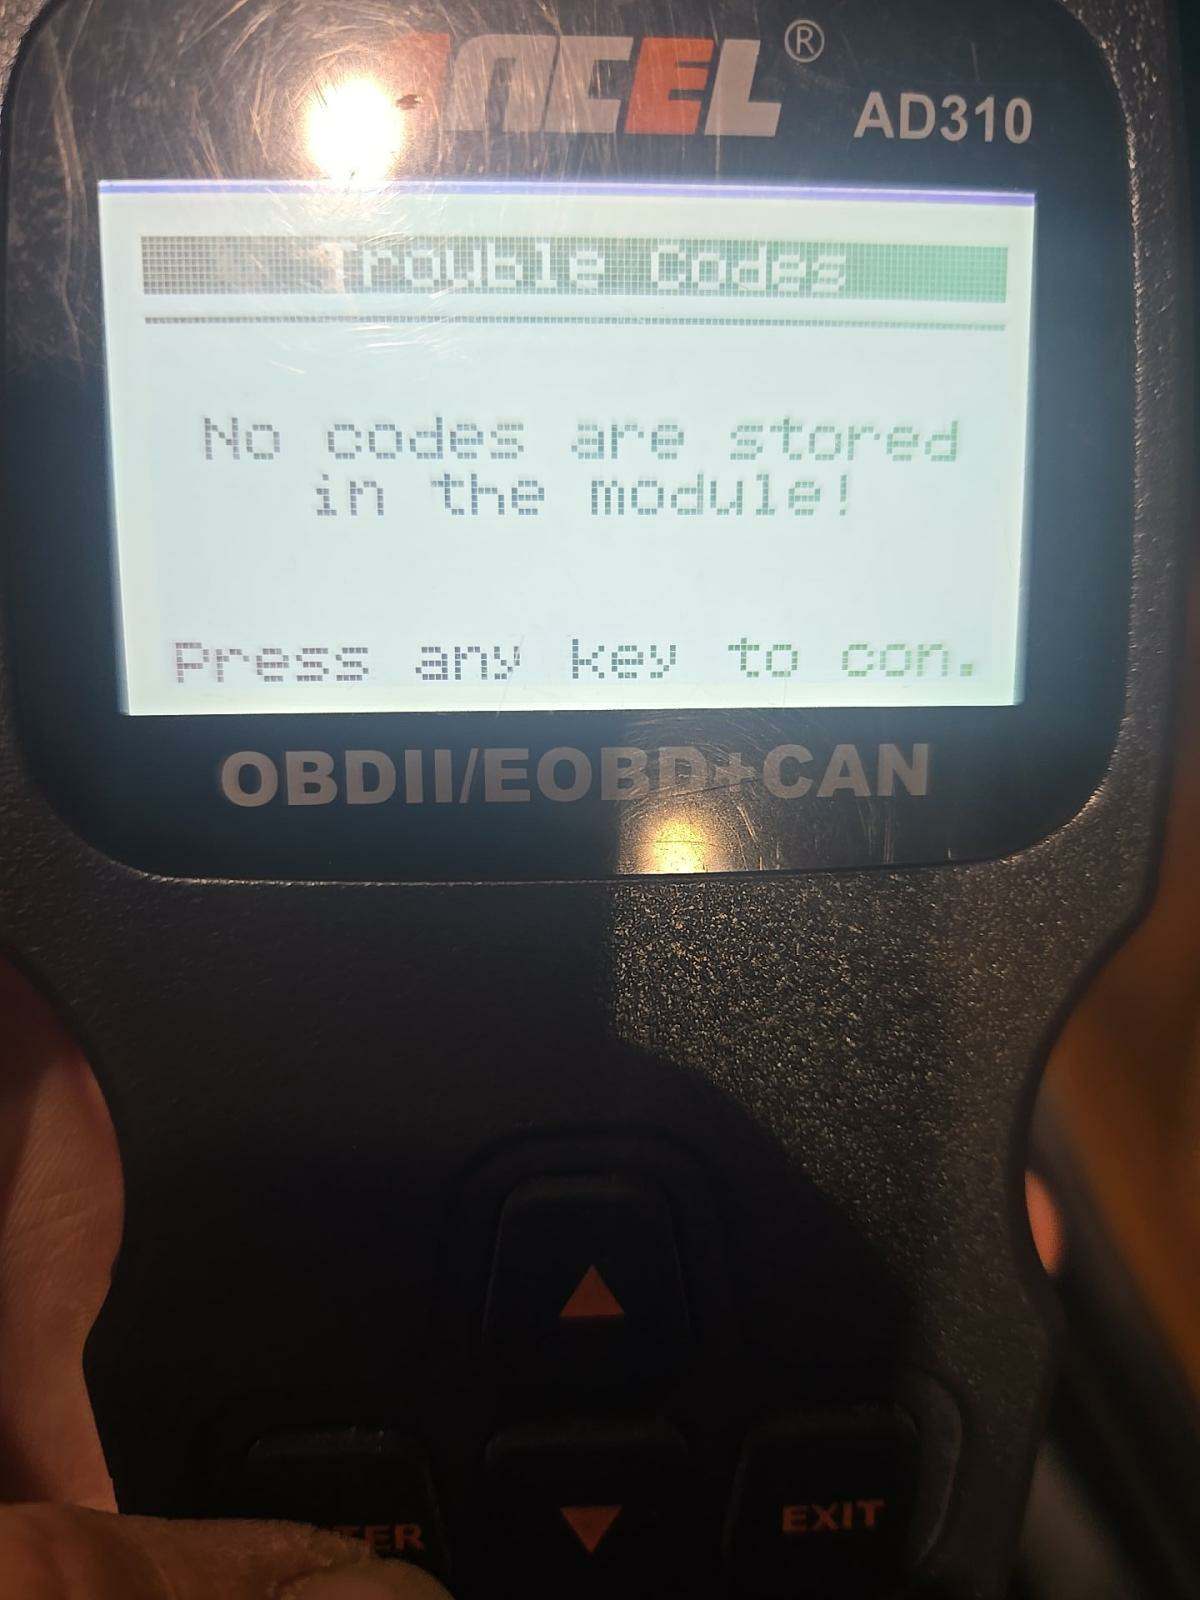 ANCEL®
AD310
Trouble Codes
No codes are stored
in the module!
Press any key to con.
OBDII/EOBD+CAN
EXIT